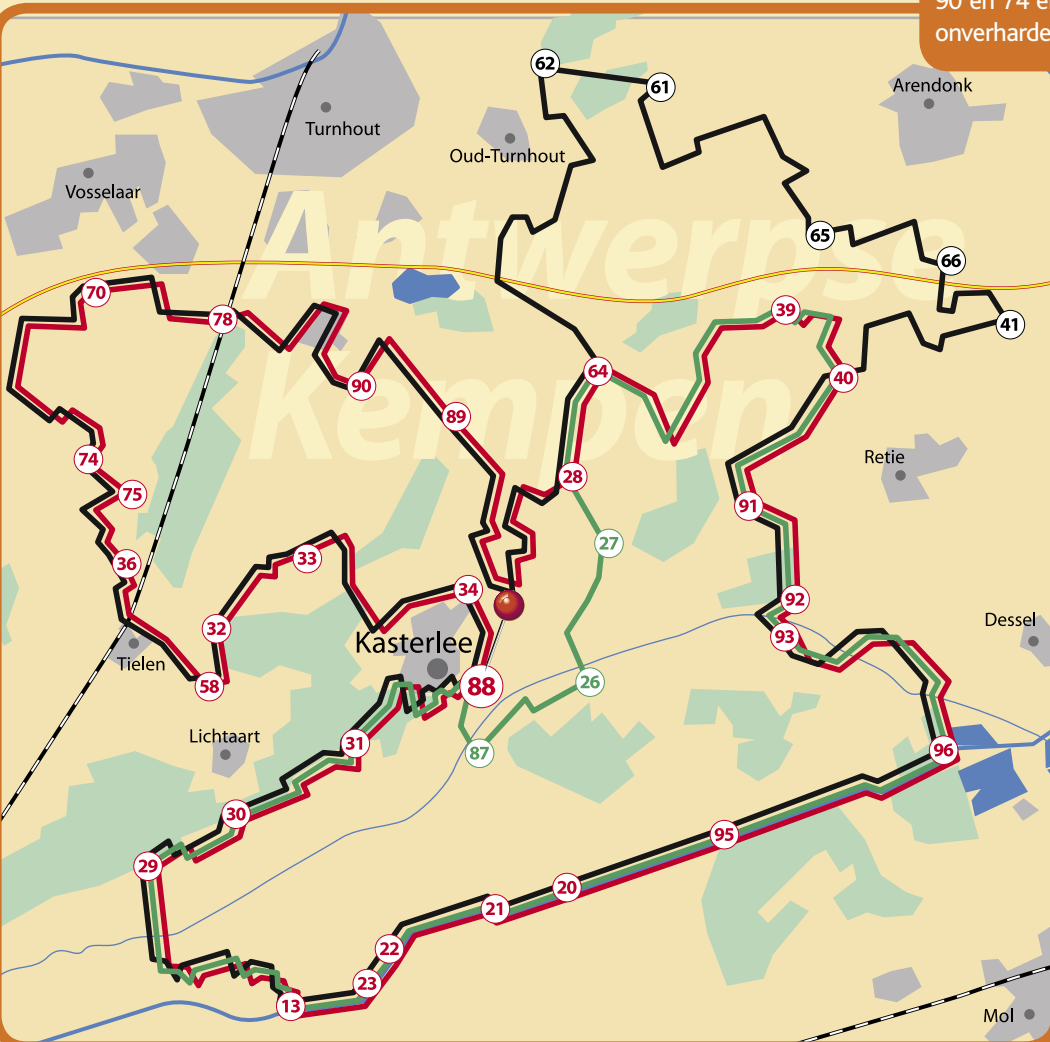 90 en 74 e
onverharde
62
61
Arendonk
Turnhout
Oud-Turnhout
Vosselaar
Antwerpse
Kempen
65
66
70
39
41
78
64
40
90
89
Retie
74
28
75
91
27
33
36
34
92
32
Dessel
93
Kasterlee
Tielen
58
88
26
Lichtaart
31
87
96
30
95
29
20
21
22
23
13
Mol